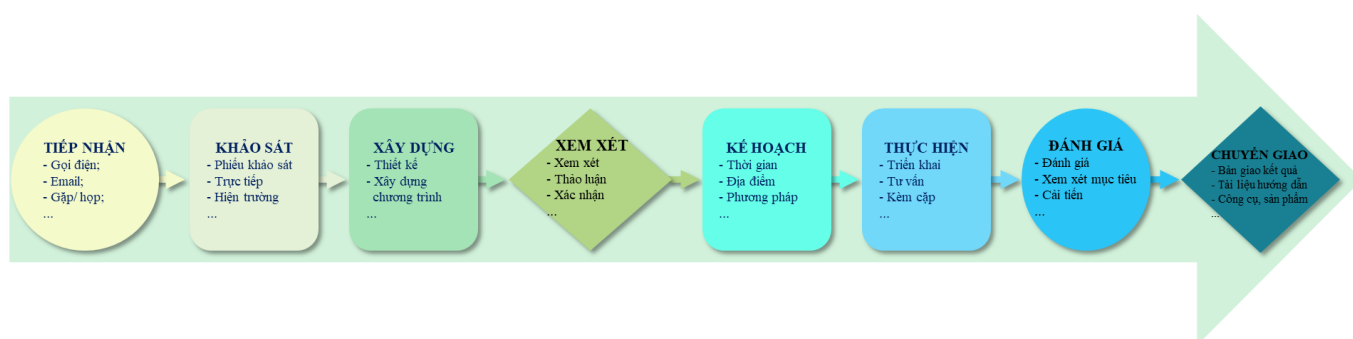 TIẾP NHẬN
- Gọi điện;
- Email;
- Gặp/ họp;
...
KHẢO SÁT
- Phiếu khảo sát
- Trực tiếp
- Hiện trường
...
XÂY DỰNG
- Thiết kế
- Xây dựng
chương trình
...
XEM XÉT
- Xem xét
- Thảo luận
- Xác nhận
...
KẾ HOẠCH
- Thời gian
- Địa điểm
- Phương pháp
...
THỰC HIỆN
- Triển khai
- Tư vấn
- Kèm cặp
...
ĐÁNH GIÁ
- Đánh giá
- Xem xét mục tiêu
- Cải tiến
...
CHUYỂN GIAO
- Bàn giao kết quả
- Tài liệu hướng dẫn
- Công cụ, sản phẩm
...